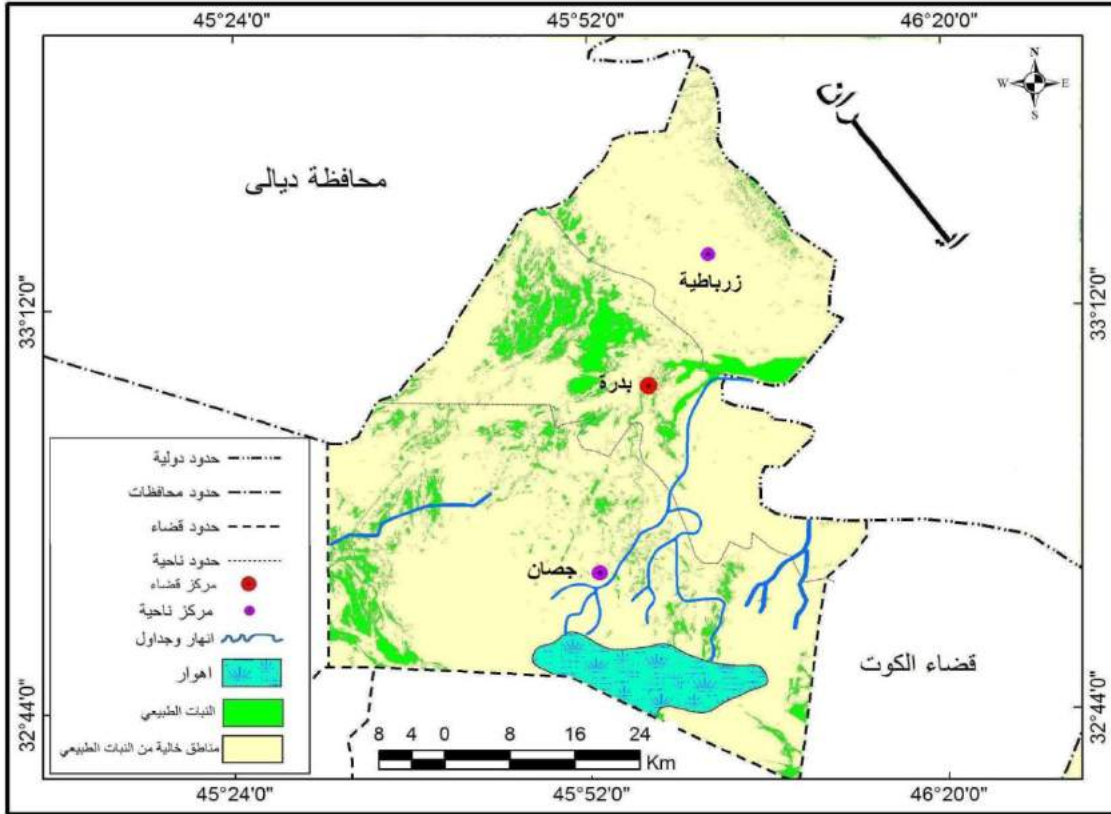 45°24'0"
45°52'0"
46°20'0"
N
W
E
S
محافظة ديالى
زرباطية
33°12'0"
33°12'0"
بدرة
حدود دولية
حدود محافظات
حدود قضاء
حدود ناحية
مركز قضاء
مركز ناحية
انهار وجداول
اهوار
النبات الطبيعي
مناطق خالية من النبات الطبيعي
جصان
قضاء الكوت
32°44'0"
32°44'0"
8 4 0 8 16 24
Km
45°24'0"
45°52'0"
46°20'0"